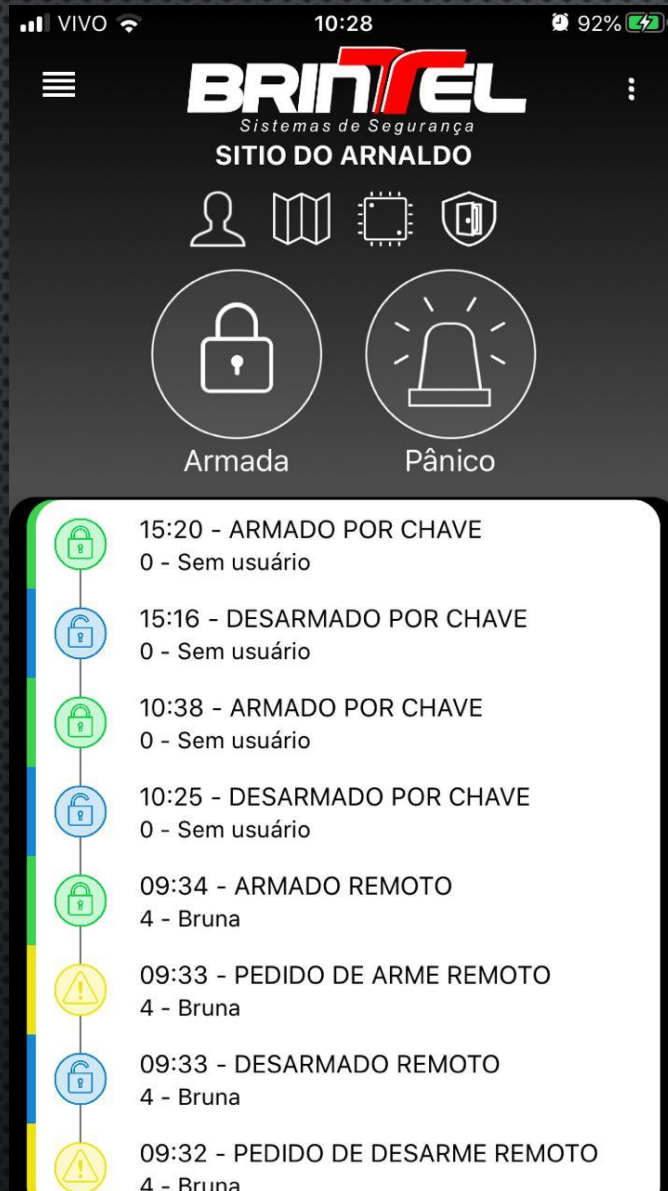 VIVO 10:28 92%
BRINTEL
Sistemas de Segurança
SITIO DO ARNALDO
Armada Pânico
15:20 - ARMADO POR CHAVE
0 - Sem usuário
15:16 - DESARMADO POR CHAVE
0 - Sem usuário
10:38 - ARMADO POR CHAVE
0 - Sem usuário
10:25 - DESARMADO POR CHAVE
0 - Sem usuário
09:34 - ARMADO REMOTO
4 - Bruna
09:33 - PEDIDO DE ARME REMOTO
4 - Bruna
09:33 - DESARMADO REMOTO
4 - Bruna
09:32 - PEDIDO DE DESARME REMOTO
4 - Bruna